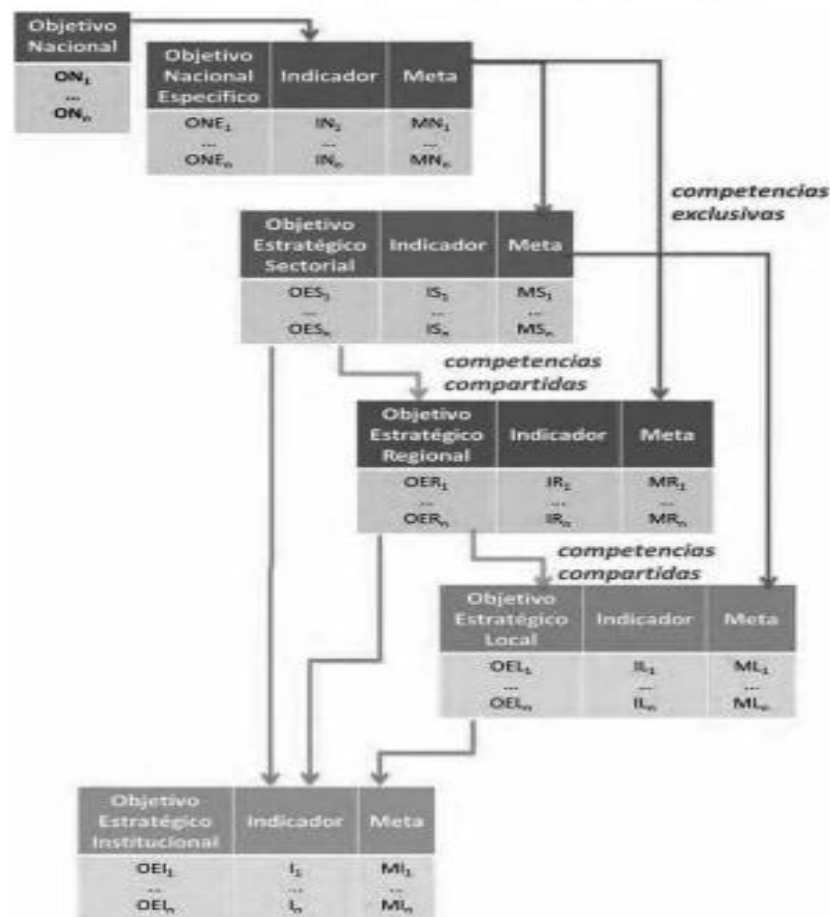 Objetivo
Nacional
ON₁
...
ONₙ
Objetivo
Nacional
Específico
Indicador
Meta
ONE₁ IN₁ MN₁
... ... ...
ONEₙ INₙ MNₙ
competencias
exclusivas
Objetivo
Estratégico
Sectorial
Indicador
Meta
OES₁ IS₁ MS₁
... ... ...
OESₙ ISₙ MSₙ
competencias
compartidas
Objetivo
Estratégico
Regional
Indicador
Meta
OER₁ IR₁ MR₁
... ... ...
OERₙ IRₙ MRₙ
competencias
compartidas
Objetivo
Estratégico
Local
Indicador
Meta
OEL₁ IL₁ ML₁
... ... ...
OELₙ ILₙ MLₙ
Objetivo
Estratégico
Institucional
Indicador
Meta
OEI₁ I₁ MI₁
... ... ...
OEIₙ Iₙ MIₙ